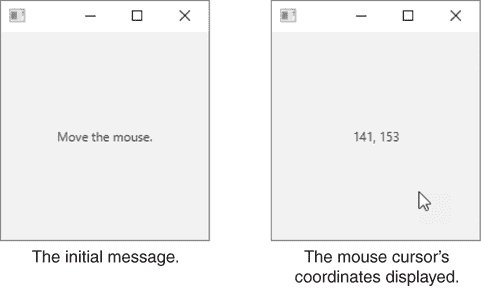 Move the mouse.
141, 153
The initial message.
The mouse cursor's
coordinates displayed.